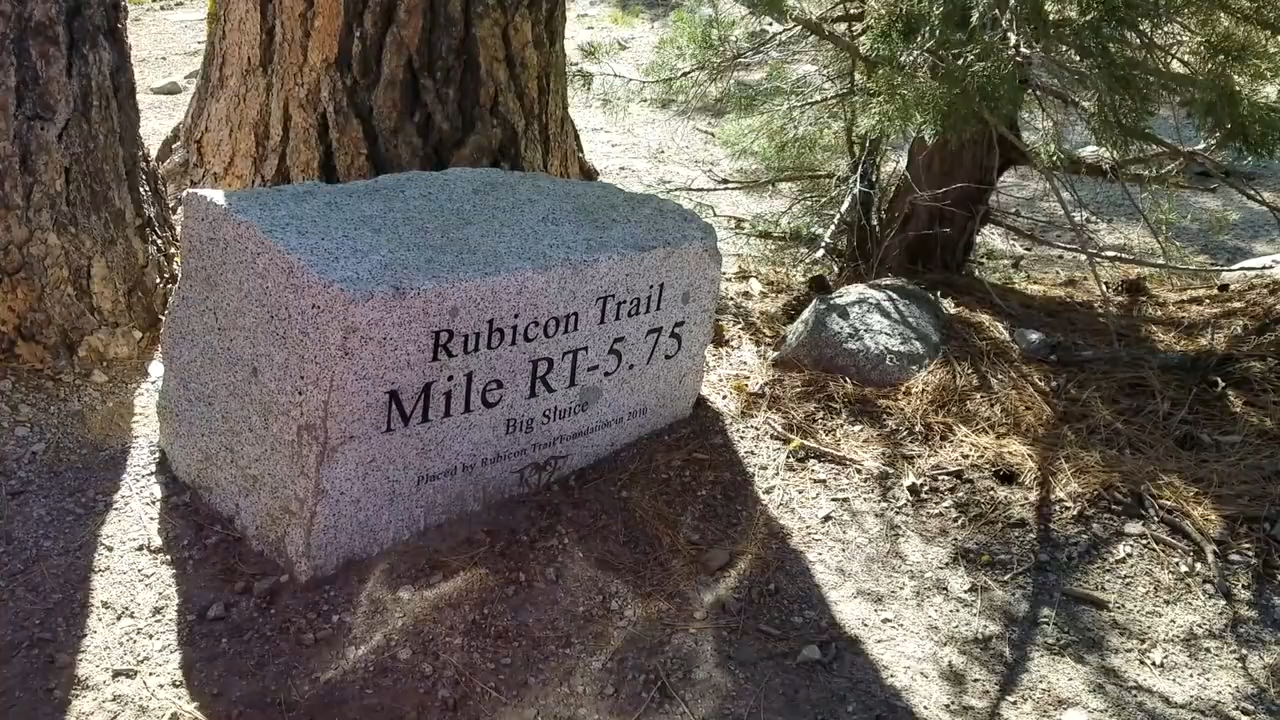 Rubicon Trail
Mile RT-5.75
Big Sluice
Placed by Rubicon Trail Foundation in 2010